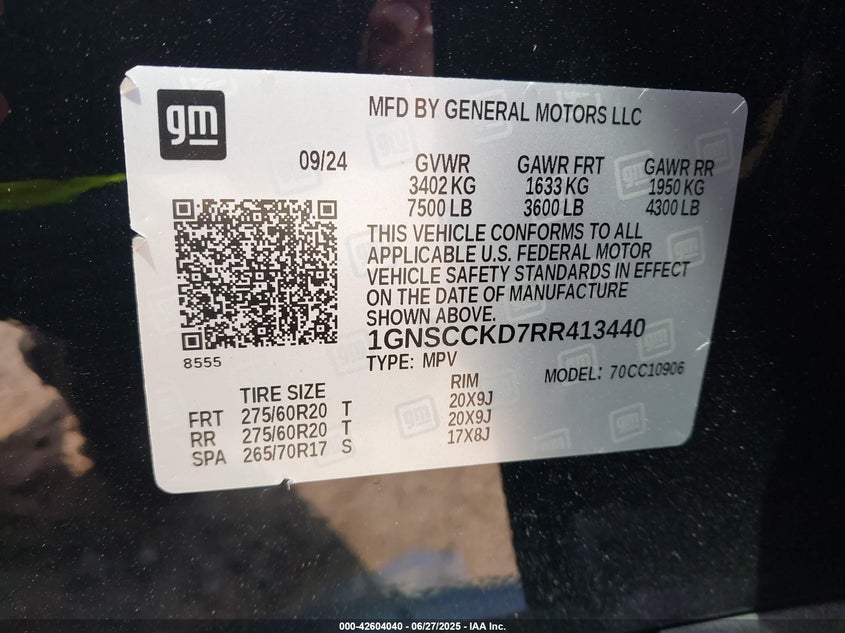 gm
MFD BY GENERAL MOTORS LLC
09/24
GVWR GAWR FRT GAWR RR
3402 KG 1633 KG 1950 KG
7500 LB 3600 LB 4300 LB
THIS VEHICLE CONFORMS TO ALL
APPLICABLE U.S. FEDERAL MOTOR
VEHICLE SAFETY STANDARDS IN EFFECT
ON THE DATE OF MANUFACTURE
SHOWN ABOVE.
1GNSCCKD7RR413440
8555
TYPE: MPV
MODEL: 70CC10906
TIRE SIZE RIM
FRT 275/60R20 T 20X9J
RR 275/60R20 T 20X9J
SPA 265/70R17 S 17X8J
000-42604040 / 06/27/2025 - IAA Inc.